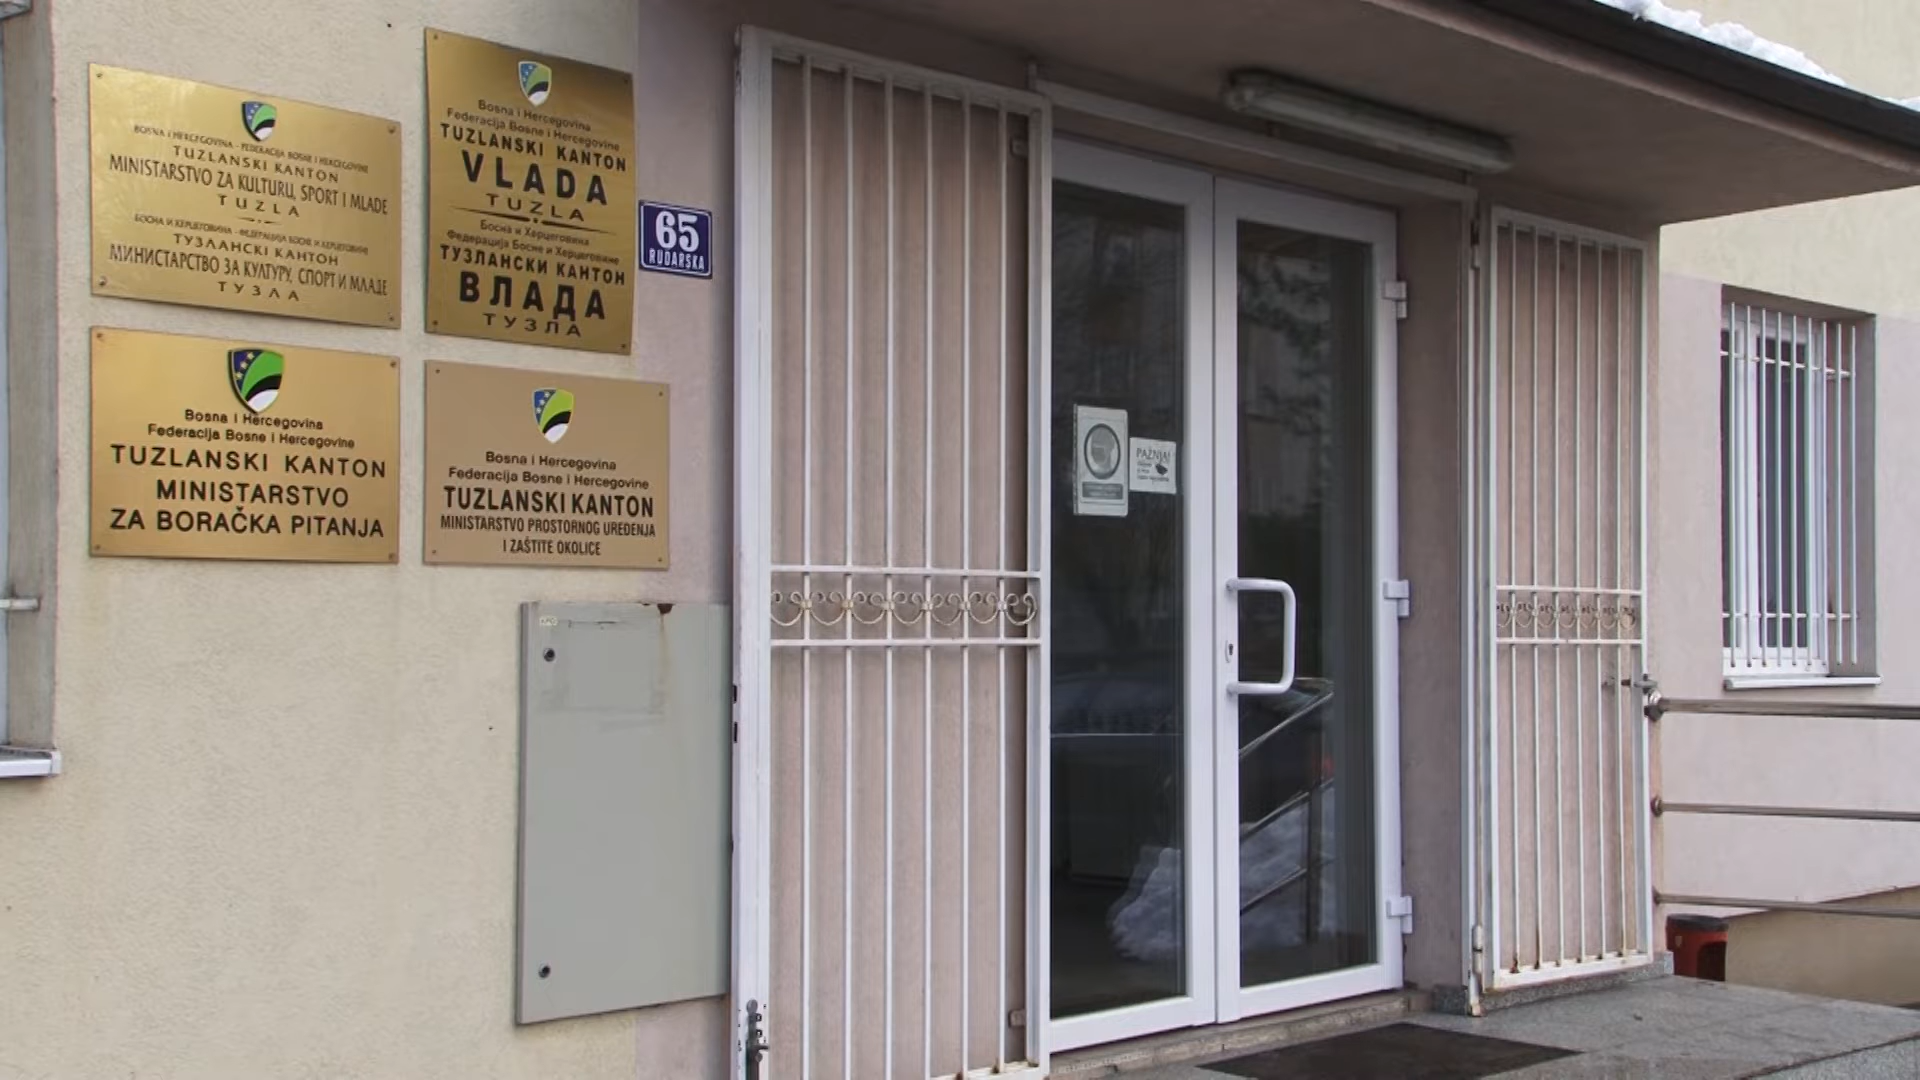 BOSNA I HERCEGOVINA - FEDERACIJA BOSNE I HERCEGOVINE
TUZLANSKI KANTON
MINISTARSTVO ZA KULTURU, SPORT I MLADE
TUZLA
БОСНА И ХЕРЦЕГОВИНА - ФЕДЕРАЦИЈА БОСНЕ И ХЕРЦЕГОВИНЕ
ТУЗЛАНСКІ КАНТОН
МИНИСТАРСТВО ЗА КУЛТУРУ, СПОРТ И МЛАДЕ
ТУЗЛА
Bosna i Hercegovina
Federacija Bosne i Hercegovine
TUZLANSKI KANTON
VLADA
TUZLA
Босна и Херцеговина
Федерација Босне и Херцеговине
ТУЗЛАНСКИ КАНТОН
ВЛАДА
ТУЗЛА
65
RUDARSKA
Bosna i Hercegovina
Federacija Bosne i Hercegovine
TUZLANSKI KANTON
MINISTARSTVO
ZA BORAČKA PITANJA
Bosna i Hercegovina
Federacija Bosne i Hercegovine
TUZLANSKI KANTON
MINISTARSTVO PROSTORNOG UREĐENJA
I ZAŠTITE OKOLICE
PAŽNJA!